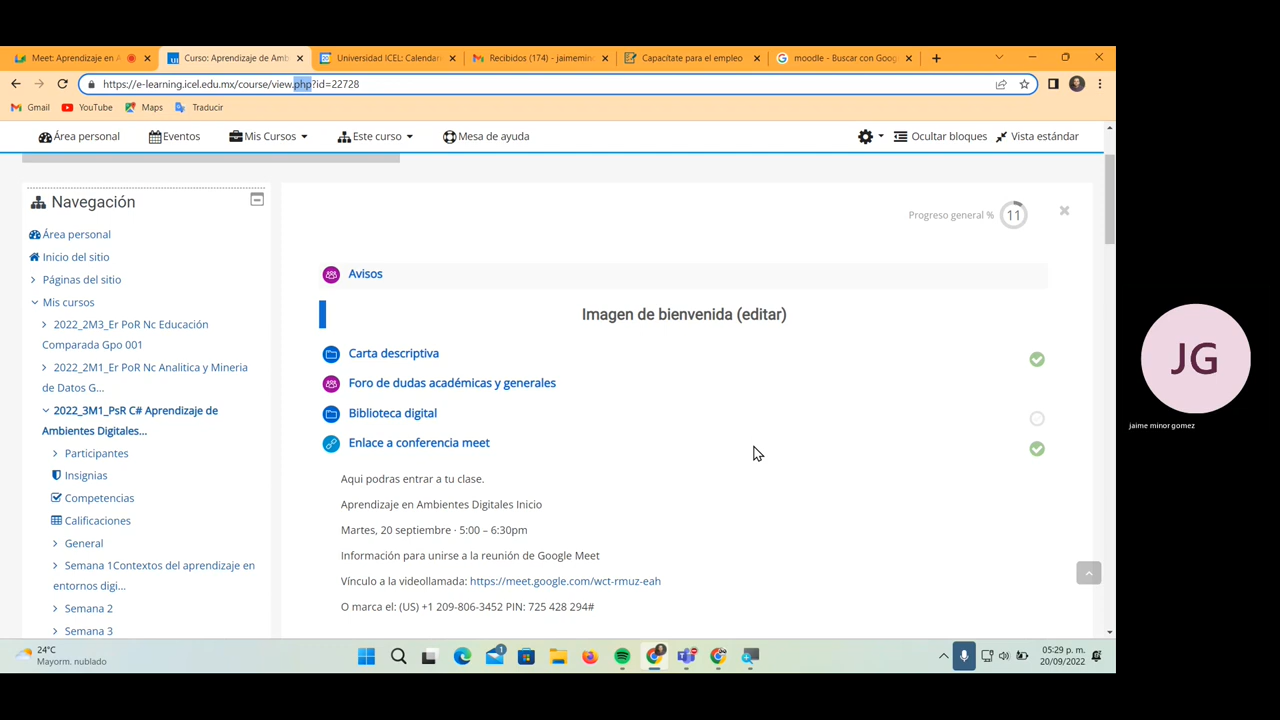 Meet: Aprendizaje en A
Curso: Aprendizaje de Amb
Universidad ICEL: Calendar
Recibidos (174) - jaimemin
Capacítate para el empleo
moodle - Buscar con Goog
https://e-learning.icel.edu.mx/course/view.php?id=22728
Gmail
YouTube
Maps
Traducir
Área personal
Eventos
Mis Cursos
Este curso
Mesa de ayuda
Ocultar bloques
Vista estándar
Navegación
Área personal
Inicio del sitio
Páginas del sitio
Mis cursos
2022_2M3_Er PoR Nc Educación
Comparada Gpo 001
2022_2M1_Er PoR Nc Analitica y Mineria
de Datos G...
2022_3M1_PsR C# Aprendizaje de
Ambientes Digitales...
Participantes
Insignias
Competencias
Calificaciones
General
Semana 1Contextos del aprendizaje en
entornos digi...
Semana 2
Semana 3
Progreso general %
11
Avisos
Imagen de bienvenida (editar)
Carta descriptiva
Foro de dudas académicas y generales
Biblioteca digital
Enlace a conferencia meet
Aqui podras entrar a tu clase.
Aprendizaje en Ambientes Digitales Inicio
Martes, 20 septiembre · 5:00 – 6:30pm
Información para unirse a la reunión de Google Meet
Vínculo a la videollamada: https://meet.google.com/wct-rmuz-eah
O marca el: (US) +1 209-806-3452 PIN: 725 428 294#
JG
jaime minor gomez
24°C
Mayorm. nublado
05:29 p. m.
20/09/2022